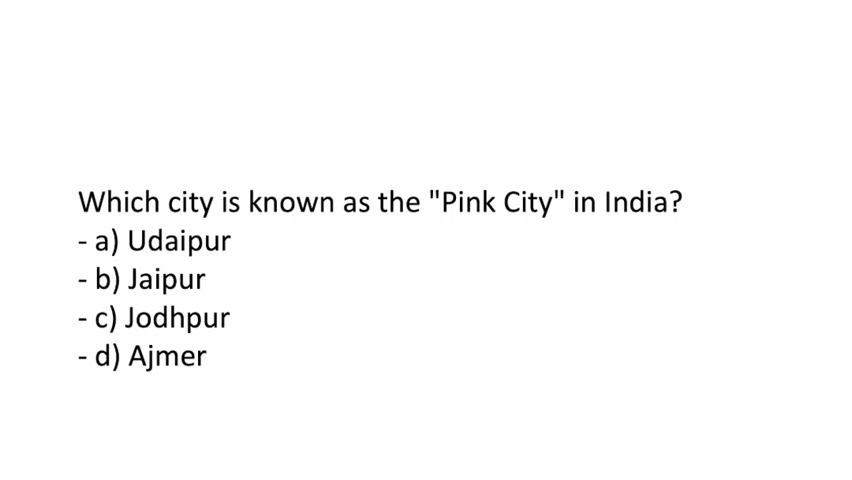 Which city is known as the "Pink City" in India?
- a) Udaipur
- b) Jaipur
- c) Jodhpur
- d) Ajmer